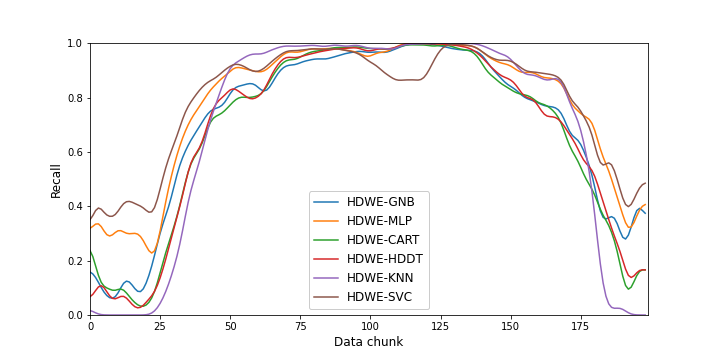 1.0
0.8
0.6
0.4
0.2
0.0
Recall
HDWE-GNB
HDWE-MLP
HDWE-CART
HDWE-HDDT
HDWE-KNN
HDWE-SVC
0 25 50 75 100 125 150 175
Data chunk